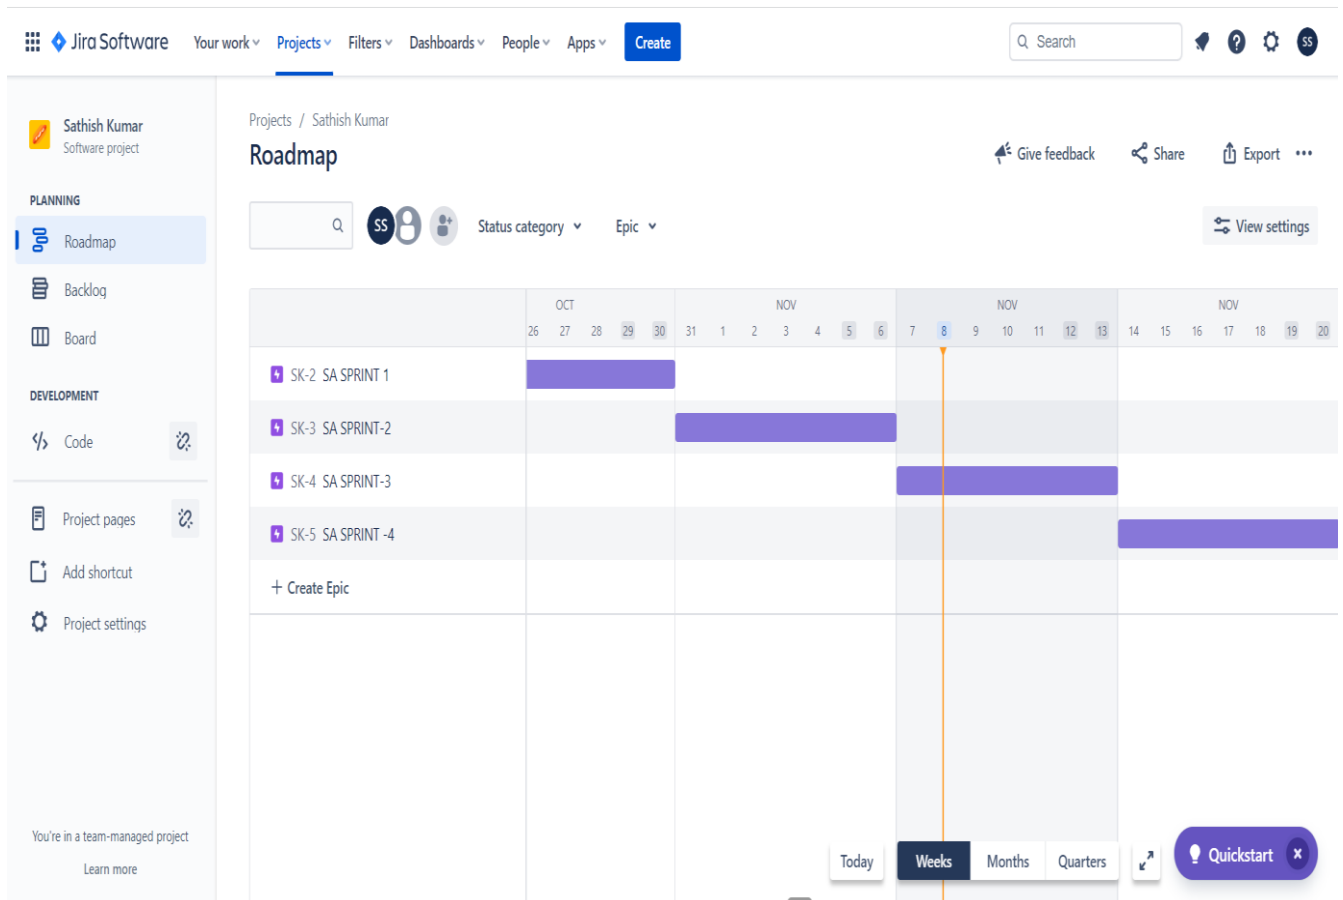 Jira Software Your work Projects Filters Dashboards People Apps Create Search SS
Sathish Kumar
Software project
PLANNING
Roadmap
Backlog
Board
DEVELOPMENT
Code
Project pages
Add shortcut
Project settings
You're in a team-managed project
Learn more
Projects / Sathish Kumar
Roadmap
Give feedback Share Export
SS Status category Epic View settings
OCT NOV NOV NOV
26 27 28 29 30 31 1 2 3 4 5 6 7 8 9 10 11 12 13 14 15 16 17 18 19 20
SK-2 SA SPRINT 1
SK-3 SA SPRINT-2
SK-4 SA SPRINT-3
SK-5 SA SPRINT -4
+ Create Epic
Today Weeks Months Quarters Quickstart